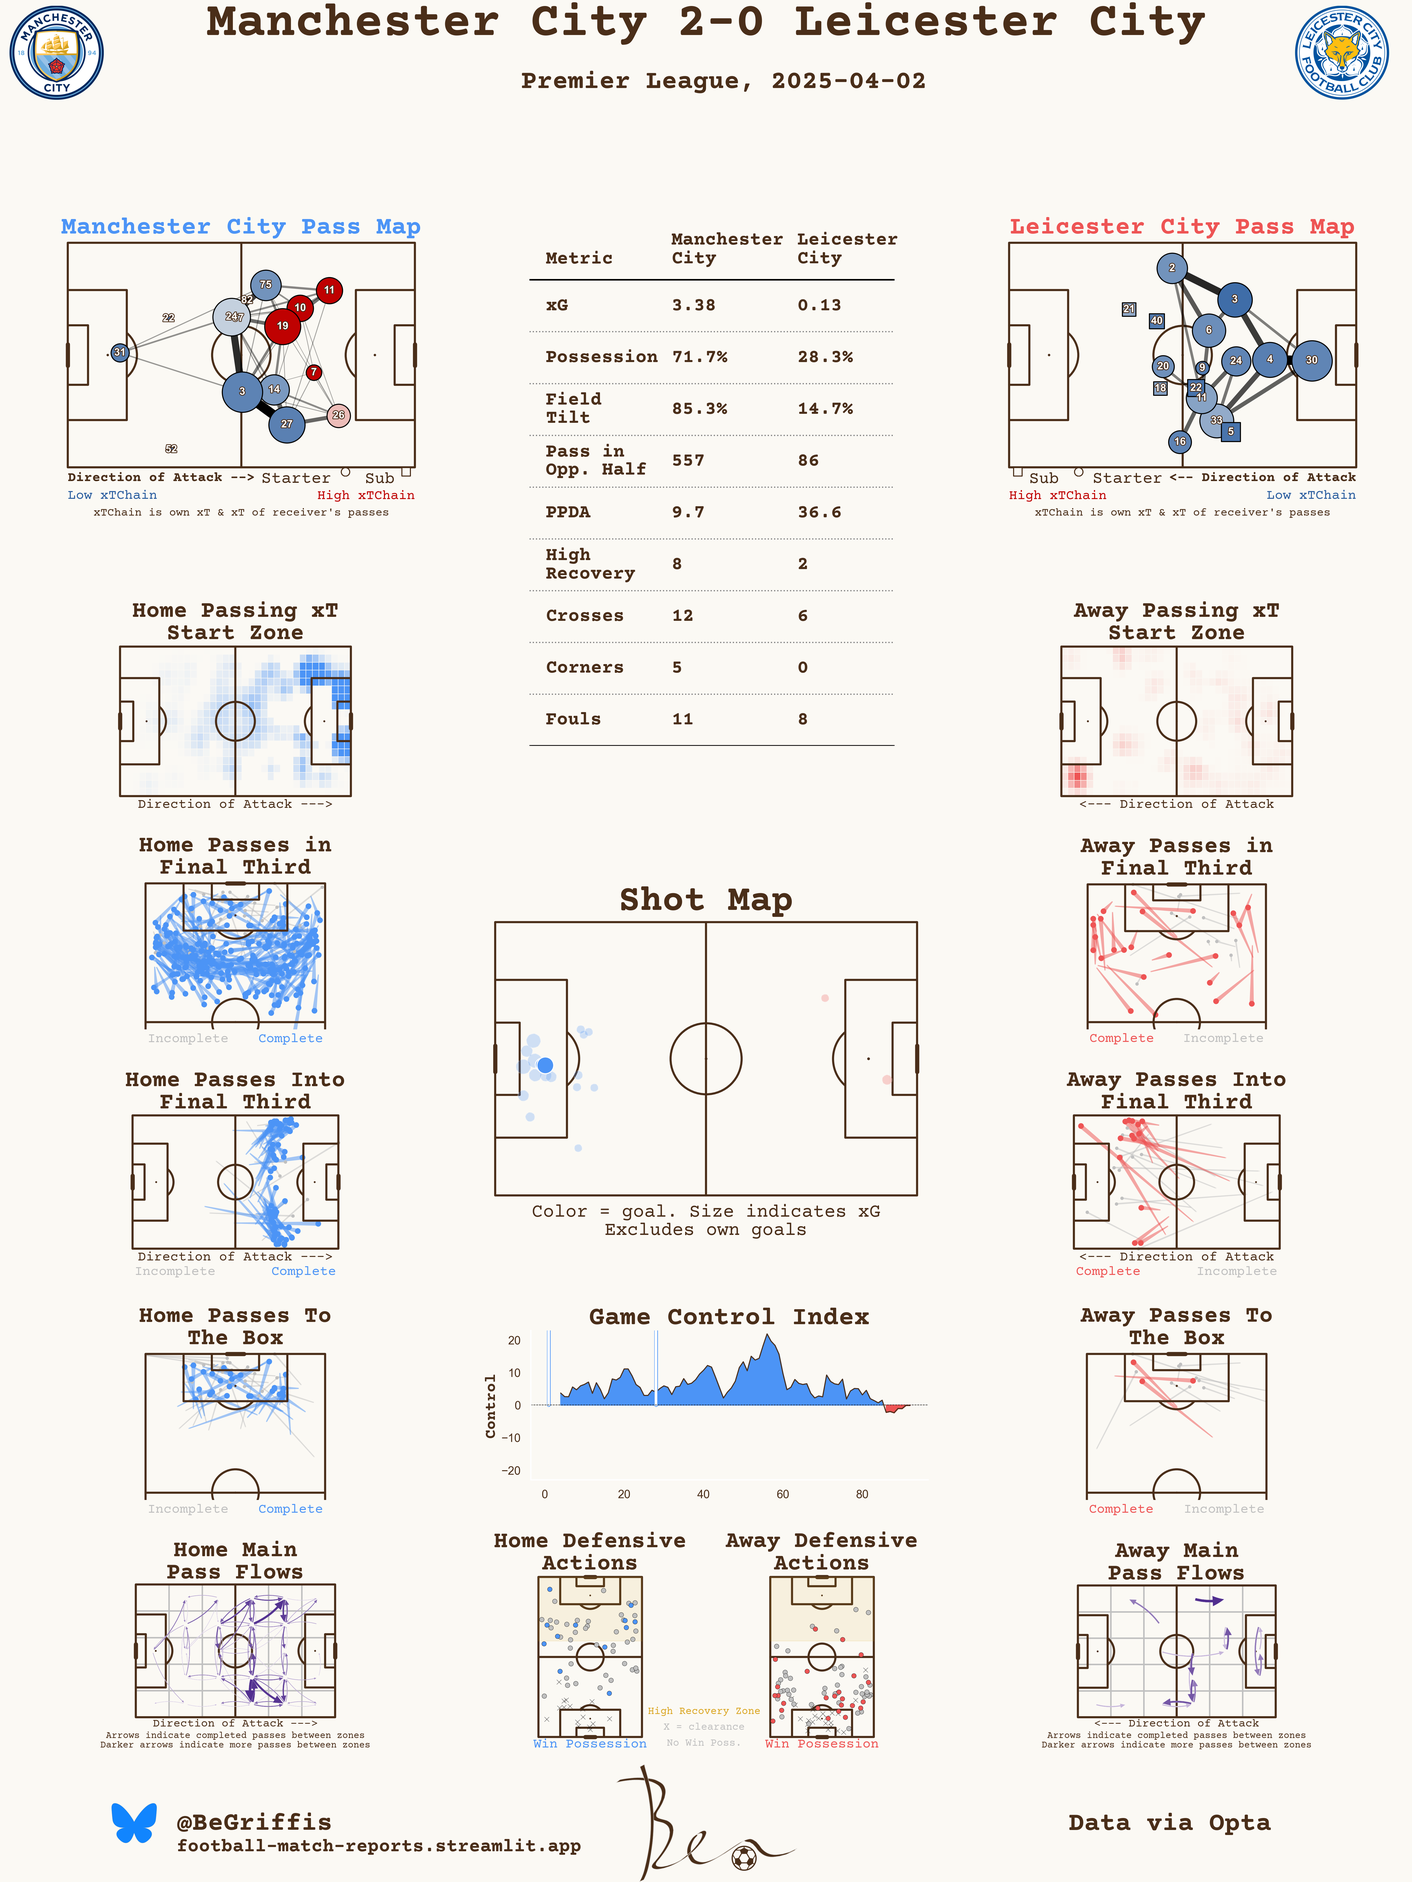 Manchester City 2-0 Leicester City
Premier League, 2025-04-02
MANCHESTER
18 94
CITY
LEICESTER CITY
FOOTBALL CLUB
Manchester City Pass Map
75
11
82
10
22
24
19
31
7
3
14
26
27
52
Direction of Attack --> Starter Sub
Low xTChain High xTChain
xTChain is own xT & xT of receiver's passes
Metric Manchester City Leicester City
xG 3.38 0.13
Possession 71.7% 28.3%
Field Tilt 85.3% 14.7%
Pass in Opp. Half 557 86
PPDA 9.7 36.6
High Recovery 8 2
Crosses 12 6
Corners 5 0
Fouls 11 8
Leicester City Pass Map
2
3
21
40
6
20
9
24
4
30
18
22
11
33
5
16
Sub Starter <-- Direction of Attack
High xTChain Low xTChain
xTChain is own xT & xT of receiver's passes
Home Passing xT
Start Zone
Direction of Attack --->
Away Passing xT
Start Zone
<--- Direction of Attack
Home Passes in
Final Third
Incomplete Complete
Away Passes in
Final Third
Complete Incomplete
Shot Map
Color = goal. Size indicates xG
Excludes own goals
Home Passes Into
Final Third
Direction of Attack --->
Incomplete Complete
Away Passes Into
Final Third
<--- Direction of Attack
Complete Incomplete
Home Passes To
The Box
Incomplete Complete
Game Control Index
Control
20
10
0
−10
−20
0 20 40 60 80
Away Passes To
The Box
Complete Incomplete
Home Main
Pass Flows
Direction of Attack --->
Arrows indicate completed passes between zones
Darker arrows indicate more passes between zones
Home Defensive
Actions
Win Possession
High Recovery Zone
X = clearance
No Win Poss.
Away Defensive
Actions
Win Possession
Away Main
Pass Flows
<--- Direction of Attack
Arrows indicate completed passes between zones
Darker arrows indicate more passes between zones
@BeGriffis
football-match-reports.streamlit.app
Ben
Data via Opta